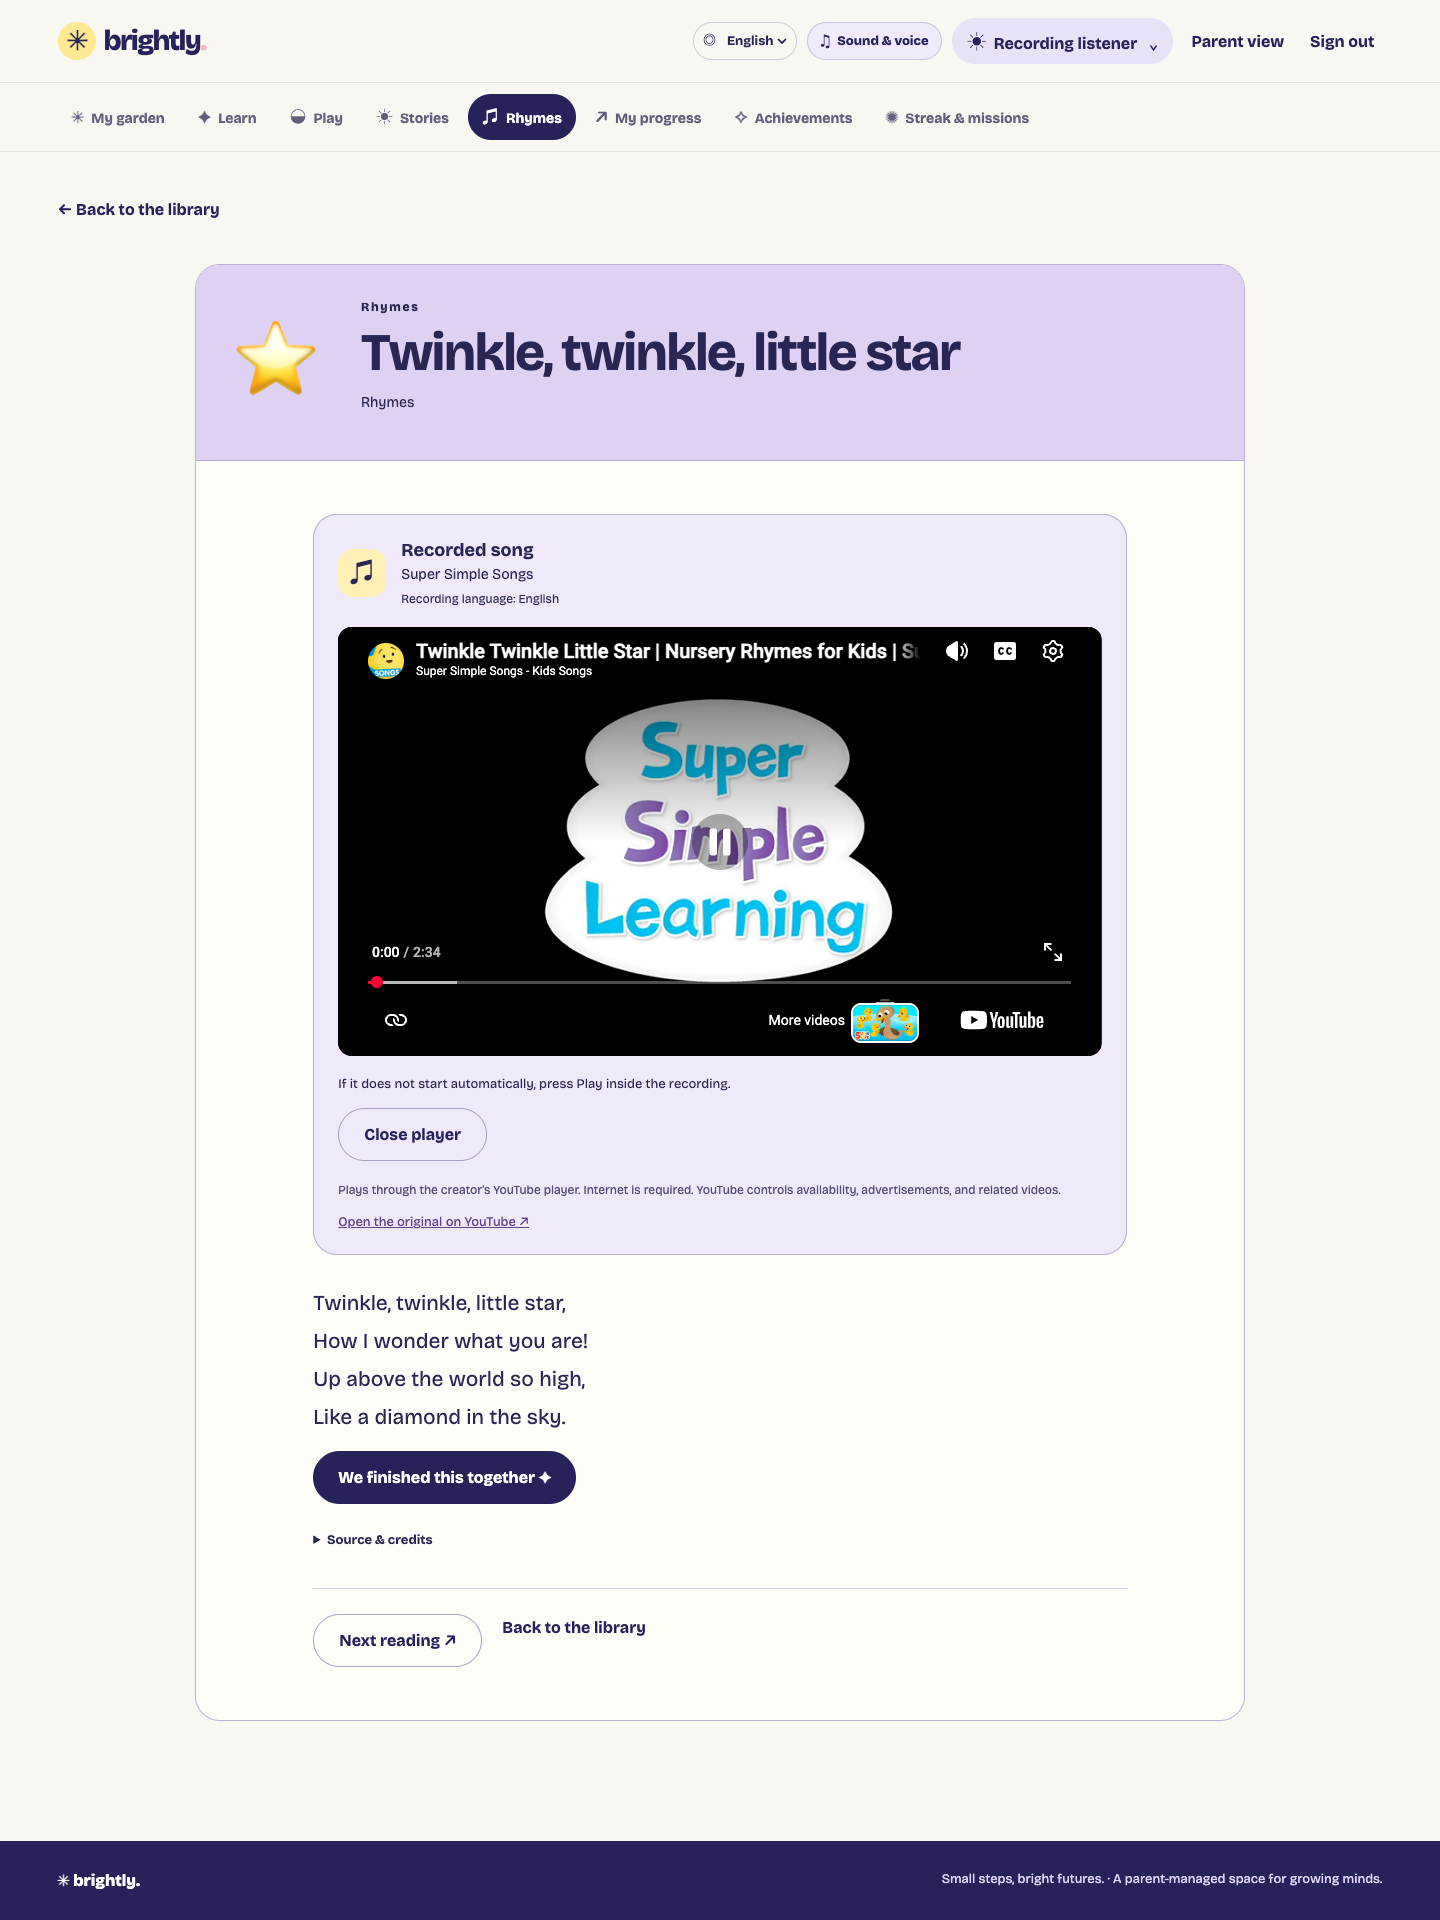 brightly.
English
Sound & voice
Recording listener
Parent view
Sign out
My garden
Learn
Play
Stories
Rhymes
My progress
Achievements
Streak & missions
← Back to the library
Rhymes
Twinkle, twinkle, little star
Rhymes
Recorded song
Super Simple Songs
Recording language: English
SONGS
Twinkle Twinkle Little Star | Nursery Rhymes for Kids | Su
Super Simple Songs - Kids Songs
CC
Super
Simple
Learning
0:00 / 2:34
More videos
YouTube
If it does not start automatically, press Play inside the recording.
Close player
Plays through the creator's YouTube player. Internet is required. YouTube controls availability, advertisements, and related videos.
Open the original on YouTube ↗
Twinkle, twinkle, little star,
How I wonder what you are!
Up above the world so high,
Like a diamond in the sky.
We finished this together ✦
Source & credits
Next reading ↗
Back to the library
brightly.
Small steps, bright futures. · A parent-managed space for growing minds.